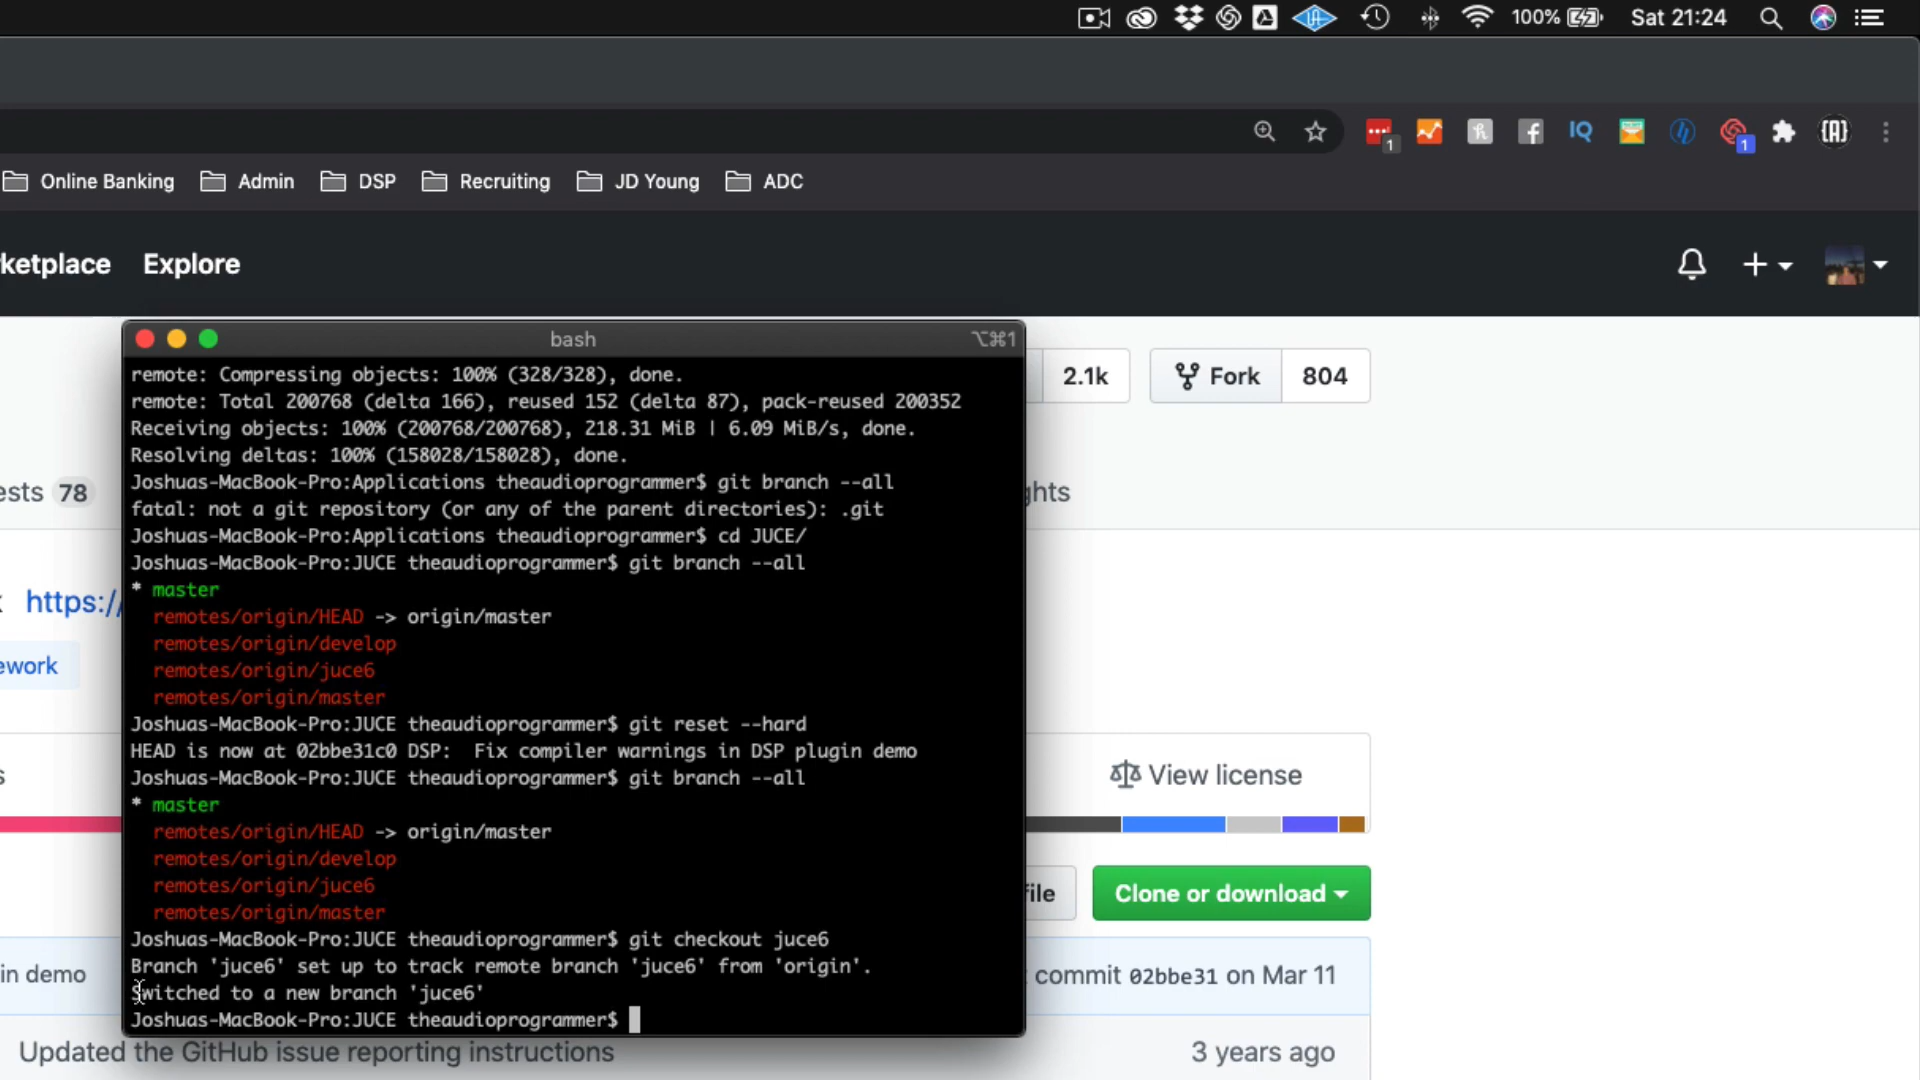 100% Sat 21:24
1 IQ 1 {A}
Online Banking Admin DSP Recruiting JD Young ADC
ketplace Explore
bash ⌥⌘1
2.1k Fork 804
remote: Compressing objects: 100% (328/328), done.
remote: Total 200768 (delta 166), reused 152 (delta 87), pack-reused 200352
Receiving objects: 100% (200768/200768), 218.31 MiB | 6.09 MiB/s, done.
Resolving deltas: 100% (158028/158028), done.
Joshuas-MacBook-Pro:Applications theaudioprogrammer$ git branch --all
ests 78
ghts
fatal: not a git repository (or any of the parent directories): .git
Joshuas-MacBook-Pro:Applications theaudioprogrammer$ cd JUCE/
Joshuas-MacBook-Pro:JUCE theaudioprogrammer$ git branch --all
* master
https:/
remotes/origin/HEAD -> origin/master
remotes/origin/develop
ework
remotes/origin/juce6
remotes/origin/master
Joshuas-MacBook-Pro:JUCE theaudioprogrammer$ git reset --hard
HEAD is now at 02bbe31c0 DSP:  Fix compiler warnings in DSP plugin demo
s
View license
Joshuas-MacBook-Pro:JUCE theaudioprogrammer$ git branch --all
* master
remotes/origin/HEAD -> origin/master
remotes/origin/develop
remotes/origin/juce6
file Clone or download
remotes/origin/master
Joshuas-MacBook-Pro:JUCE theaudioprogrammer$ git checkout juce6
Branch 'juce6' set up to track remote branch 'juce6' from 'origin'.
in demo
commit 02bbe31 on Mar 11
Switched to a new branch 'juce6'
Joshuas-MacBook-Pro:JUCE theaudioprogrammer$
Updated the GitHub issue reporting instructions 3 years ago